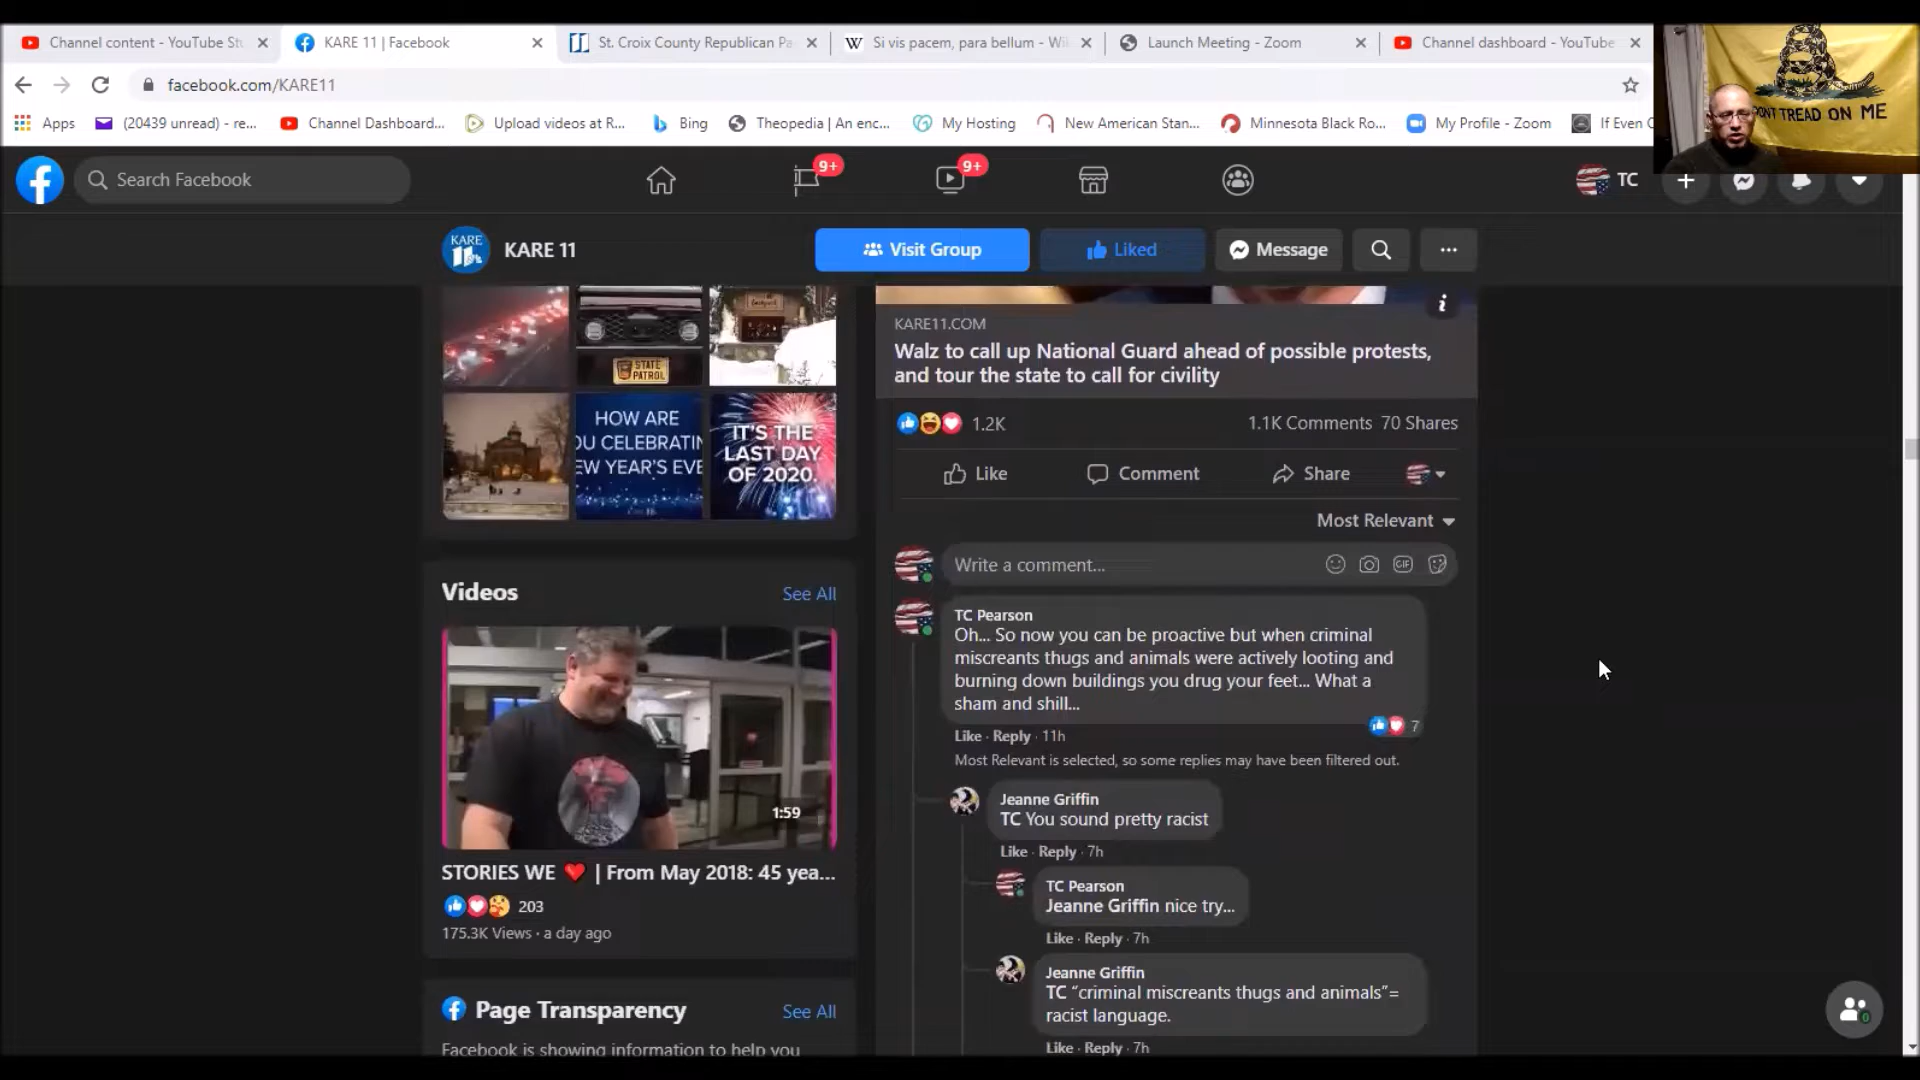 Channel content - YouTube Stu
KARE 11 | Facebook
St. Croix County Republican Pa
W
Si vis pacem, para bellum - Wi
Launch Meeting - Zoom
Channel dashboard - YouTube
facebook.com/KARE11
Apps
(20439 unread) - re...
Channel Dashboard...
Upload videos at R...
Bing
Theopedia | An enc...
My Hosting
New American Stan...
Minnesota Black Ro...
My Profile - Zoom
If Even
DONT TREAD ON ME
Search Facebook
9+
9+
TC
KARE 11
KARE 11
Visit Group
Liked
Message
STATE
PATROL
HOW ARE
OU CELEBRATIN
EW YEAR'S EVE
IT'S THE
LAST DAY
OF 2020.
Videos
See All
1:59
STORIES WE ❤️ | From May 2018: 45 yea...
203
175.3K Views · a day ago
Page Transparency
See All
Facebook is showing information to help you
KARE11.COM
Walz to call up National Guard ahead of possible protests,
and tour the state to call for civility
1.2K
1.1K Comments 70 Shares
Like
Comment
Share
Most Relevant
Write a comment...
GIF
TC Pearson
Oh... So now you can be proactive but when criminal
miscreants thugs and animals were actively looting and
burning down buildings you drug your feet... What a
sham and shill...
7
Like · Reply · 11h
Most Relevant is selected, so some replies may have been filtered out.
Jeanne Griffin
TC You sound pretty racist
Like · Reply · 7h
TC Pearson
Jeanne Griffin nice try...
Like · Reply · 7h
Jeanne Griffin
TC “criminal miscreants thugs and animals”=
racist language.
Like · Reply · 7h
0